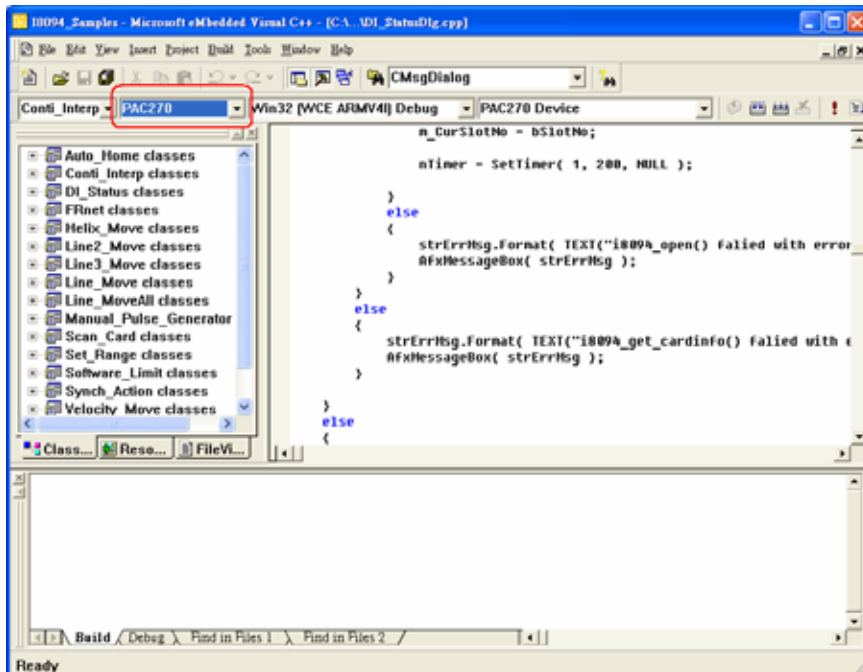 I8094_Samples - Microsoft eMbedded Visual C++ - [C:\...\DI_StatusDlg.cpp]
File Edit View Insert Project Build Tools Window Help
CMsgDialog
Conti_Interp PAC270 Win32 (WCE ARMV4I) Debug PAC270 Device
Auto_Home classes
Conti_Interp classes
DI_Status classes
FRnet classes
Helix_Move classes
Line2_Move classes
Line3_Move classes
Line_Move classes
Line_MoveAll classes
Manual_Pulse_Generator
Scan_Card classes
Set_Range classes
Software_Limit classes
Synch_Action classes
Velocity_Move classes
Class... Reso... FileVi...
m_CurSlotNo = bSlotNo;
nTimer = SetTimer( 1, 200, NULL );
}
else
{
strErrMsg.Format( TEXT("i8094_open() Falied with error
AfxMessageBox( strErrMsg );
}
}
else
{
strErrMsg.Format( TEXT("i8094_get_cardinfo() Falied with e
AfxMessageBox( strErrMsg );
}
}
else
{
Build Debug Find in Files 1 Find in Files 2
Ready